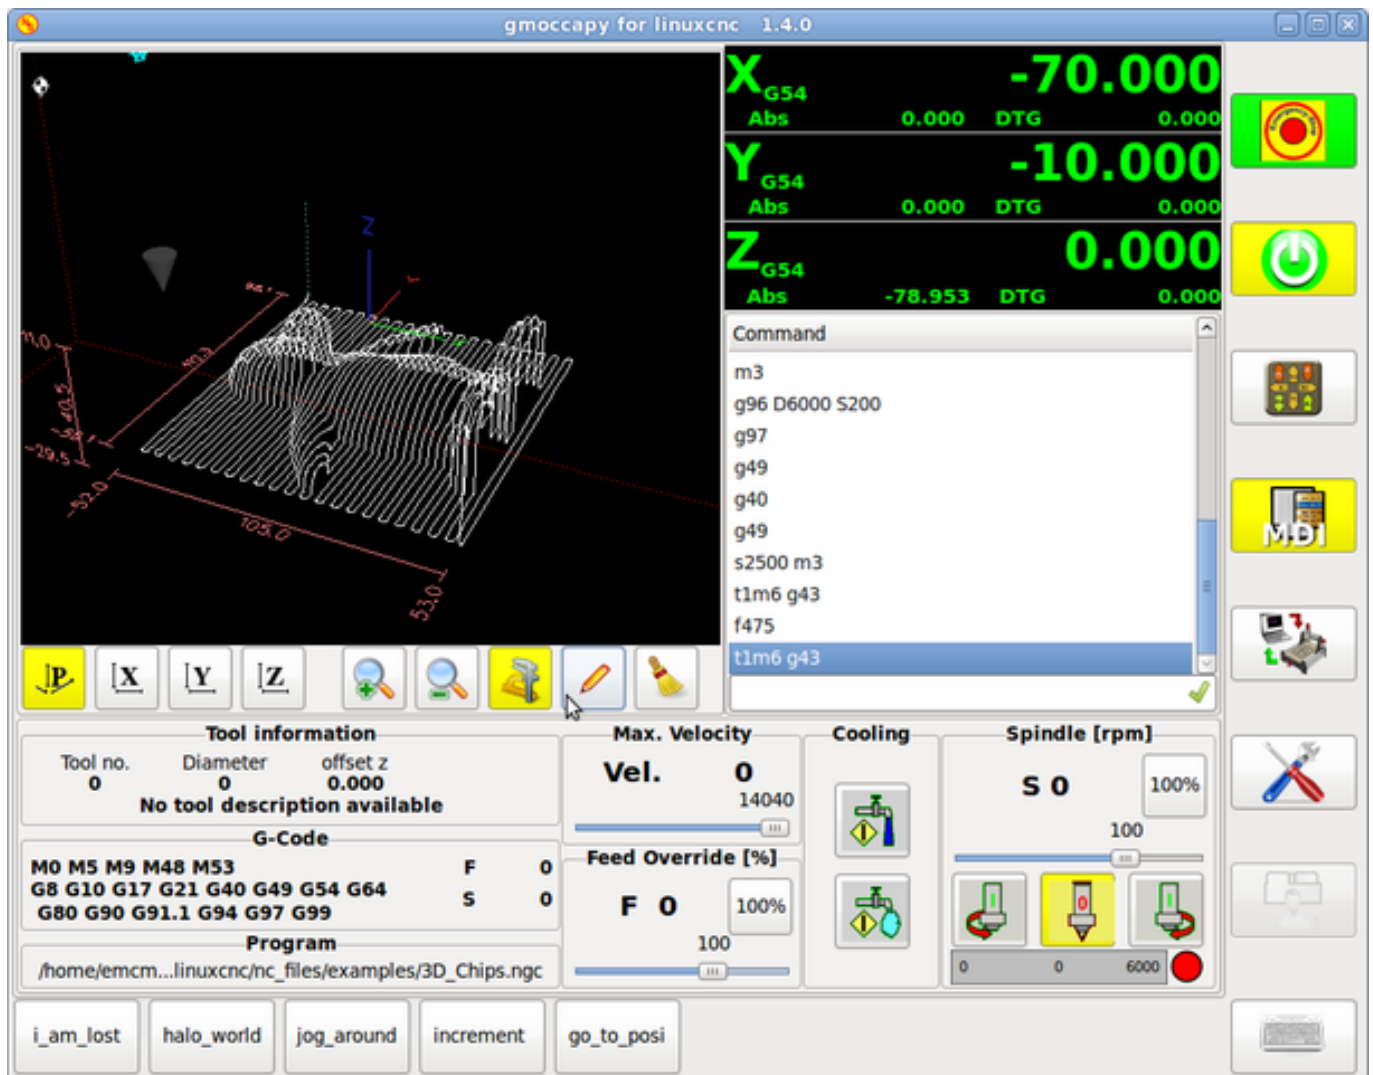 gmoccapy for linuxcnc 1.4.0
X G54 -70.000
Abs 0.000 DTG 0.000
Y G54 -10.000
Abs 0.000 DTG 0.000
Z G54 0.000
Abs -78.953 DTG 0.000
Z
-29.5
-52.0
105.0
53.0
Command
m3
g96 D6000 S200
g97
g49
g40
g49
s2500 m3
t1m6 g43
f475
t1m6 g43
P X Y Z
MDI
Tool information
Tool no. Diameter offset z
0 0 0.000
No tool description available
G-Code
M0 M5 M9 M48 M53 F 0
G8 G10 G17 G21 G40 G49 G54 G64 S 0
G80 G90 G91.1 G94 G97 G99
Program
/home/emcm...linuxcnc/nc_files/examples/3D_Chips.ngc
Max. Velocity
Vel. 0
14040
Feed Override [%]
F 0 100%
100
Cooling
Spindle [rpm]
S 0 100%
100
0
0 0 6000
i_am_lost halo_world jog_around increment go_to_posi